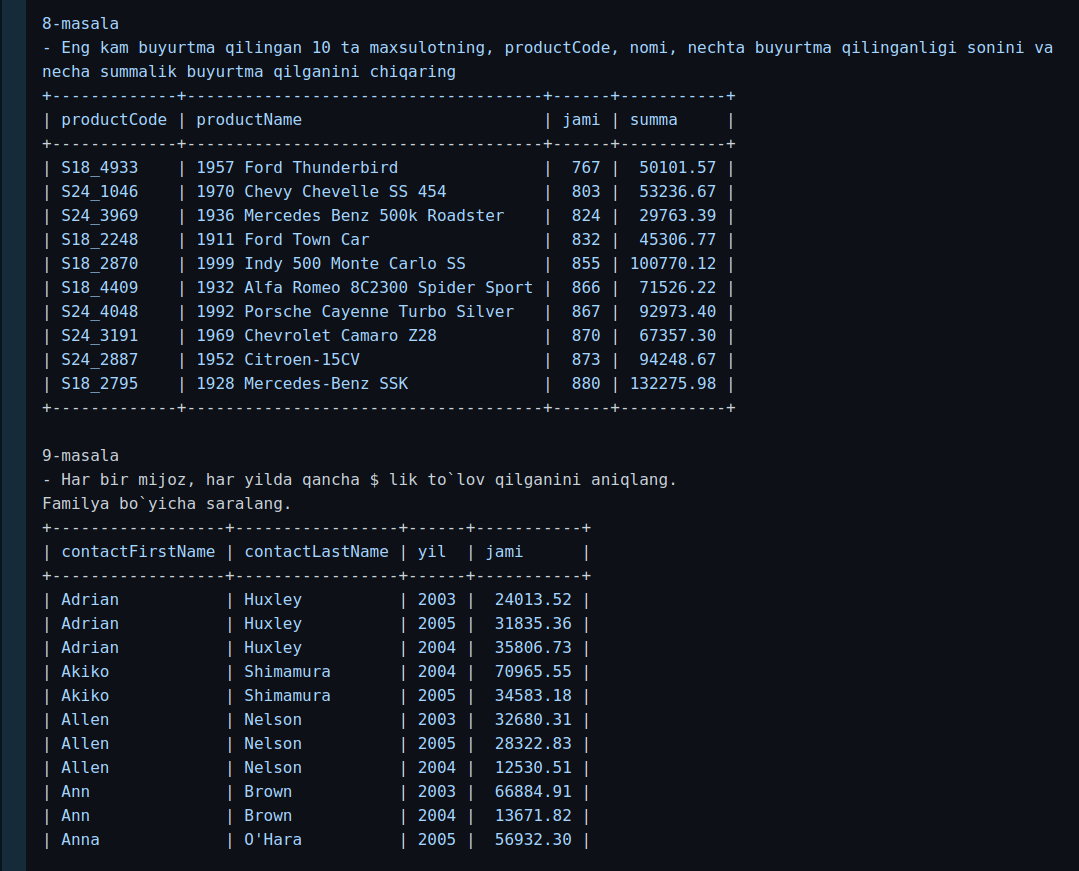 8-masala
- Eng kam buyurtma qilingan 10 ta maxsulotning, productCode, nomi, nechta buyurtma qilinganligi sonini va
necha summalik buyurtma qilganini chiqaring
+-------------+-------------------------------------+------+-----------+
| productCode | productName                         | jami | summa     |
+-------------+-------------------------------------+------+-----------+
| S18_4933    | 1957 Ford Thunderbird               |  767 |  50101.57 |
| S24_1046    | 1970 Chevy Chevelle SS 454          |  803 |  53236.67 |
| S24_3969    | 1936 Mercedes Benz 500k Roadster    |  824 |  29763.39 |
| S18_2248    | 1911 Ford Town Car                  |  832 |  45306.77 |
| S18_2870    | 1999 Indy 500 Monte Carlo SS        |  855 | 100770.12 |
| S18_4409    | 1932 Alfa Romeo 8C2300 Spider Sport |  866 |  71526.22 |
| S24_4048    | 1992 Porsche Cayenne Turbo Silver   |  867 |  92973.40 |
| S24_3191    | 1969 Chevrolet Camaro Z28           |  870 |  67357.30 |
| S24_2887    | 1952 Citroen-15CV                   |  873 |  94248.67 |
| S18_2795    | 1928 Mercedes-Benz SSK              |  880 | 132275.98 |
+-------------+-------------------------------------+------+-----------+
9-masala
- Har bir mijoz, har yilda qancha $ lik to`lov qilganini aniqlang.
Familya bo`yicha saralang.
+------------------+-----------------+------+-----------+
| contactFirstName | contactLastName | yil  | jami      |
+------------------+-----------------+------+-----------+
| Adrian           | Huxley          | 2003 |  24013.52 |
| Adrian           | Huxley          | 2005 |  31835.36 |
| Adrian           | Huxley          | 2004 |  35806.73 |
| Akiko            | Shimamura       | 2004 |  70965.55 |
| Akiko            | Shimamura       | 2005 |  34583.18 |
| Allen            | Nelson          | 2003 |  32680.31 |
| Allen            | Nelson          | 2005 |  28322.83 |
| Allen            | Nelson          | 2004 |  12530.51 |
| Ann              | Brown           | 2003 |  66884.91 |
| Ann              | Brown           | 2004 |  13671.82 |
| Anna             | O'Hara          | 2005 |  56932.30 |